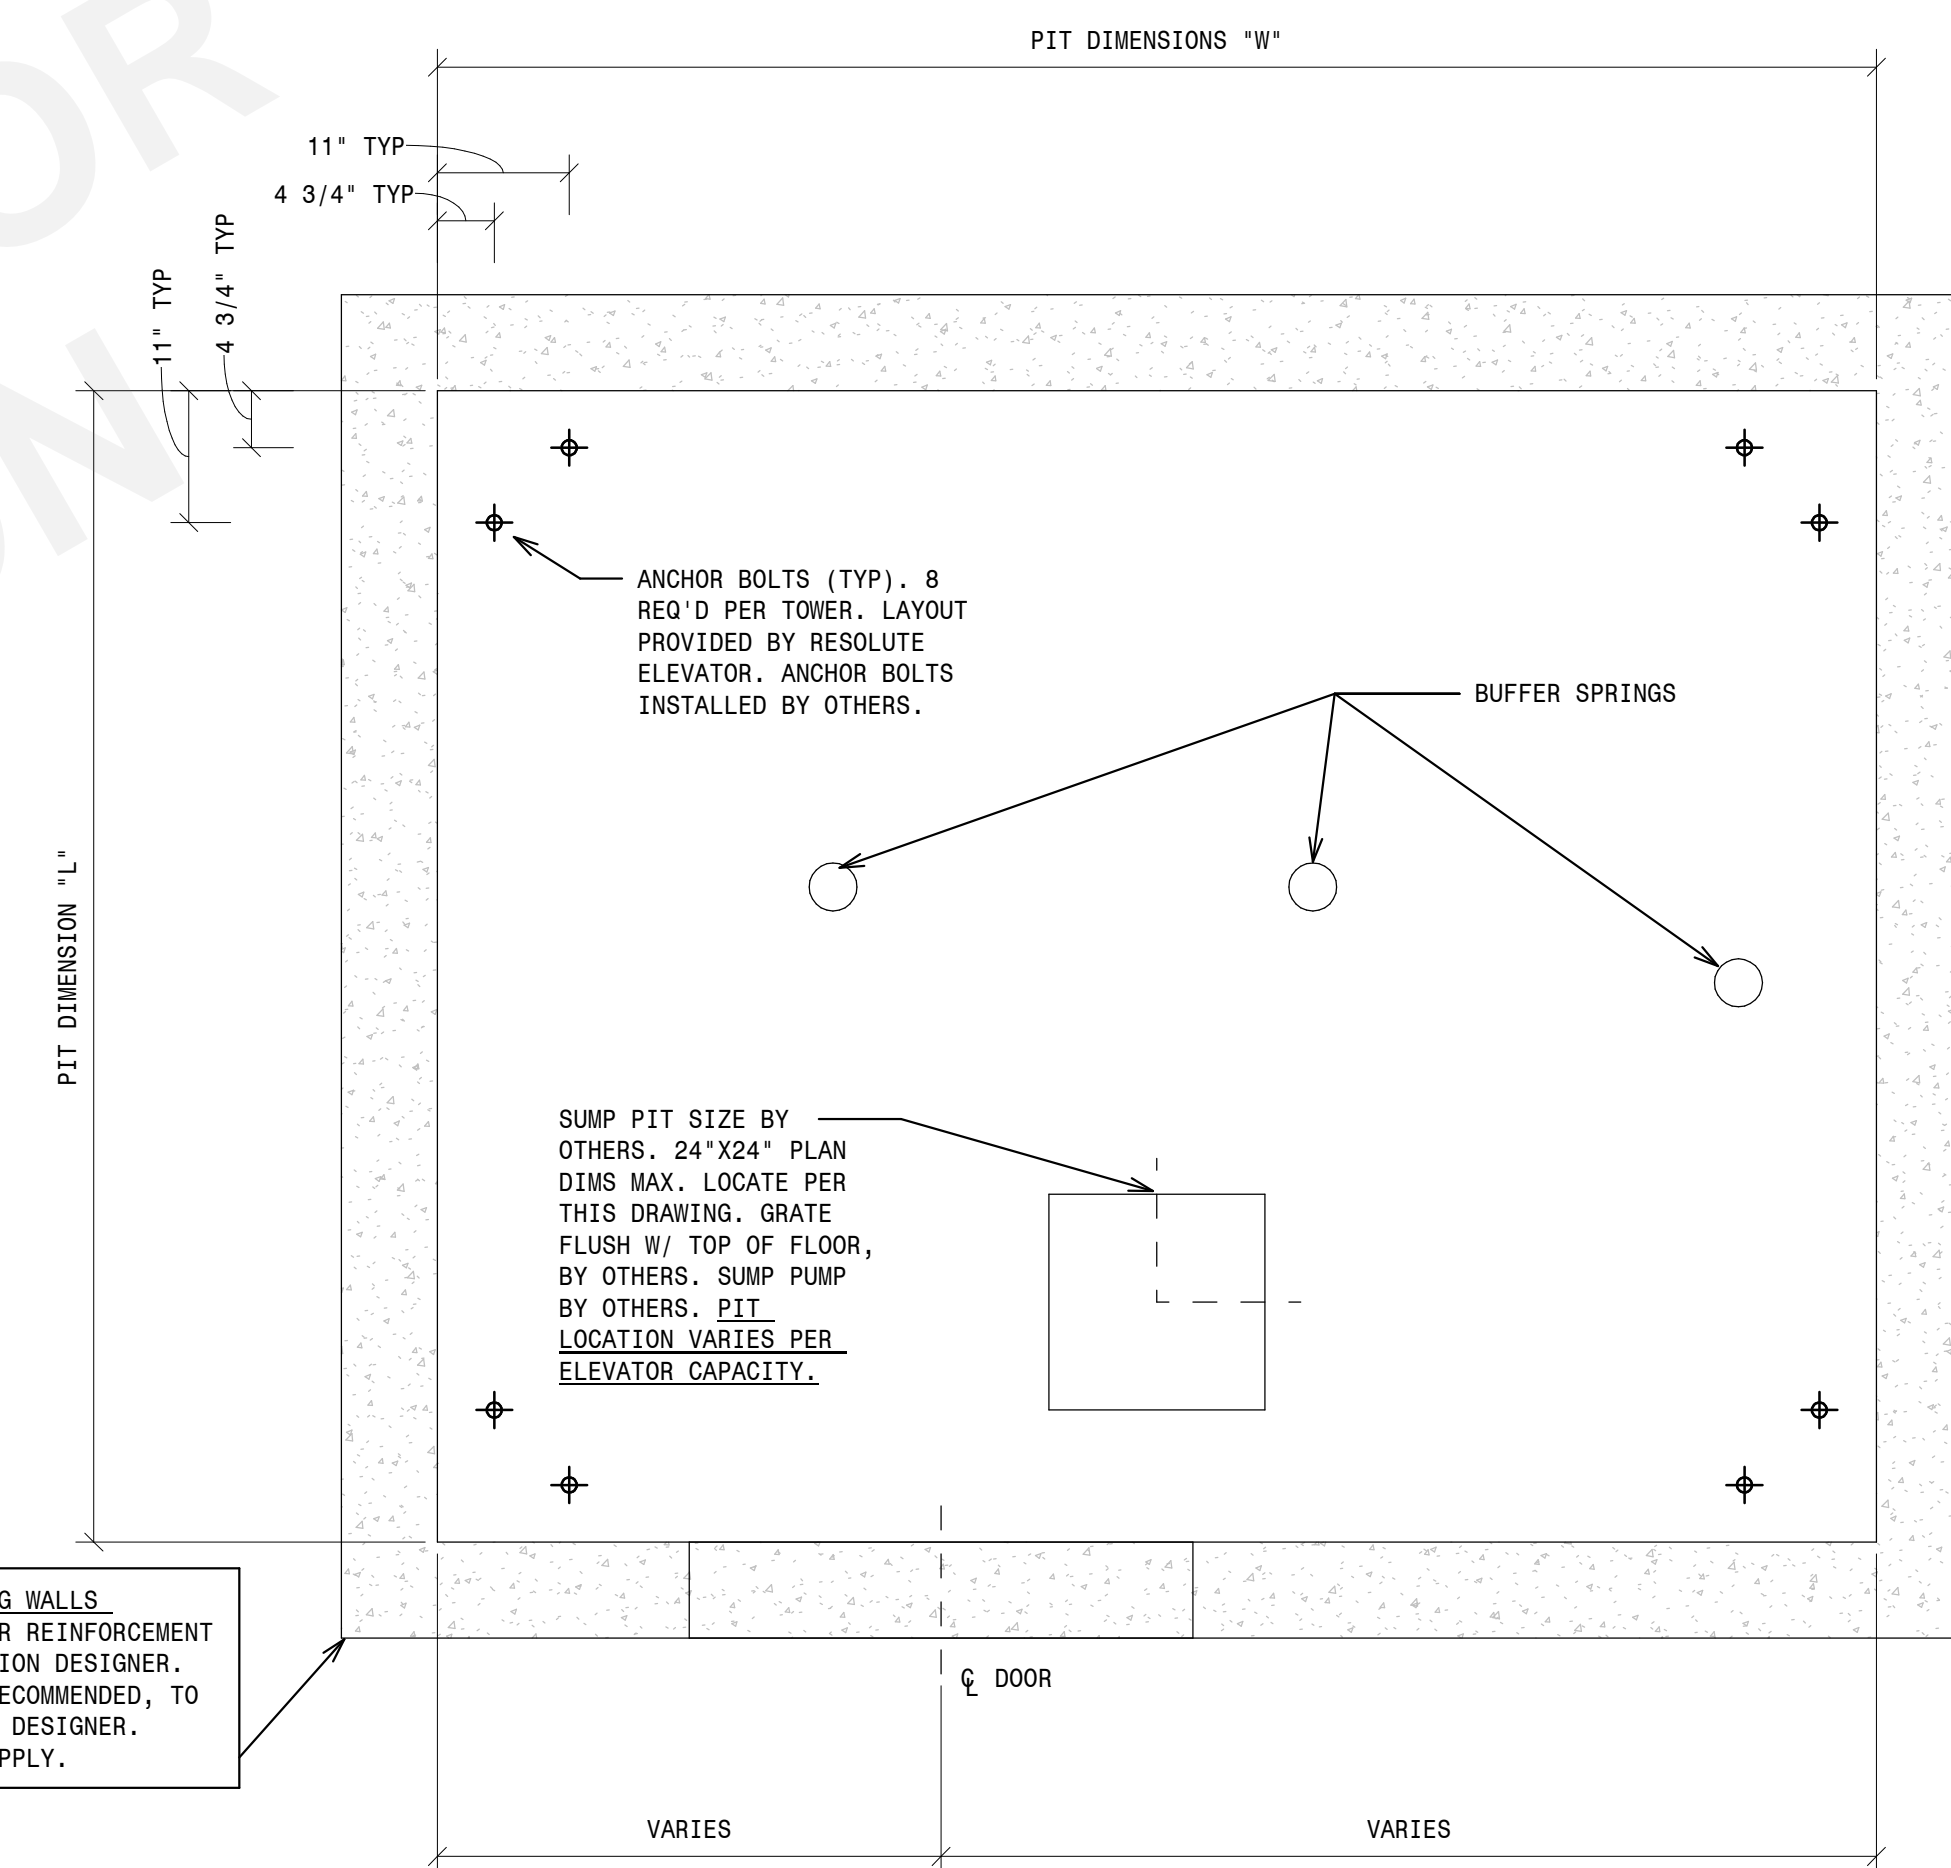 PIT DIMENSIONS "W"
11" TYP
4 3/4" TYP
11" TYP
4 3/4" TYP
ANCHOR BOLTS (TYP). 8
REQ'D PER TOWER. LAYOUT
PROVIDED BY RESOLUTE
ELEVATOR. ANCHOR BOLTS
INSTALLED BY OTHERS.
BUFFER SPRINGS
PIT DIMENSION "L"
SUMP PIT SIZE BY
OTHERS. 24"X24" PLAN
DIMS MAX. LOCATE PER
THIS DRAWING. GRATE
FLUSH W/ TOP OF FLOOR,
BY OTHERS. SUMP PUMP
BY OTHERS. PIT
LOCATION VARIES PER
ELEVATOR CAPACITY.
G WALLS
R REINFORCEMENT
ION DESIGNER.
ECOMMENDED, TO
DESIGNER.
PPLY.
℄ DOOR
VARIES
VARIES
OR
ON